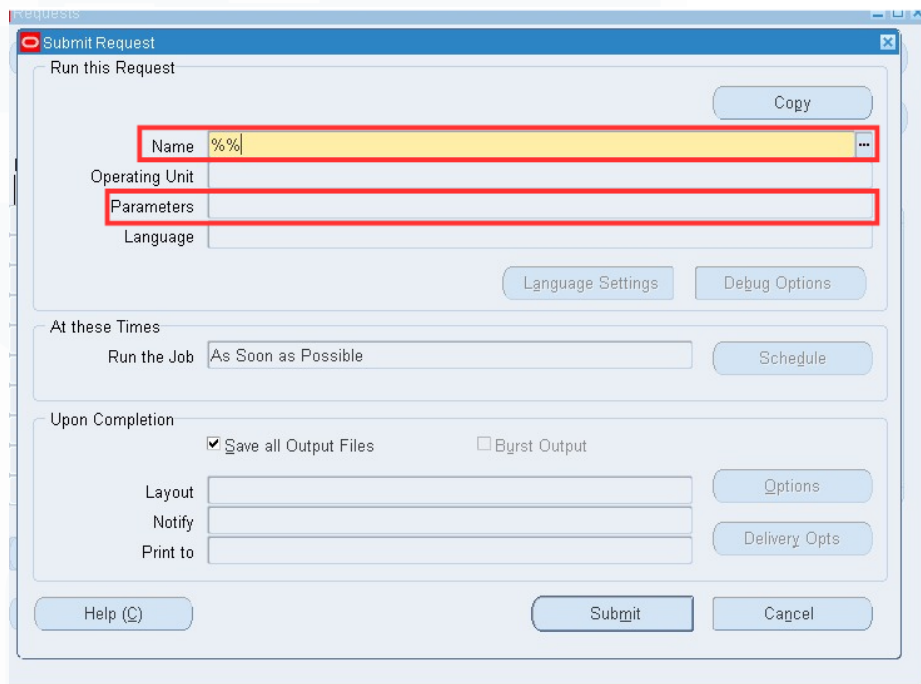 Requests
Submit Request
Run this Request
Copy
Name %%
Operating Unit
Parameters
Language
Language Settings Debug Options
At these Times
Run the Job As Soon as Possible Schedule
Upon Completion
Save all Output Files Burst Output
Layout Options
Notify
Print to Delivery Opts
Help (C) Submit Cancel